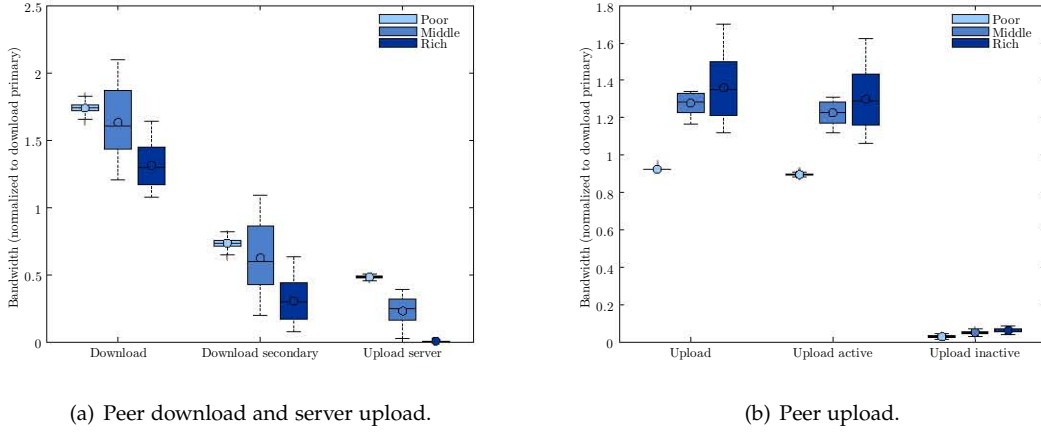 2.5
2
1.5
1
0.5
0
Bandwidth (normalized to download primary)
Poor
Middle
Rich
Download
Download secondary
Upload server
(a) Peer download and server upload.
1.8
1.6
1.4
1.2
1
0.8
0.6
0.4
0.2
0
Bandwidth (normalized to download primary)
Poor
Middle
Rich
Upload
Upload active
Upload inactive
(b) Peer upload.